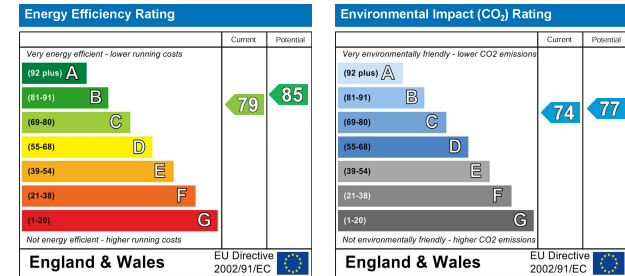 Energy Efficiency Rating
Current Potential
Very energy efficient - lower running costs
(92 plus) A
(81-91) B
(69-80) C
(55-68) D
(39-54) E
(21-38) F
(1-20) G
79
85
Not energy efficient - higher running costs
England & Wales
EU Directive
2002/91/EC
Environmental Impact (CO₂) Rating
Current Potential
Very environmentally friendly - lower CO2 emissions
(92 plus) A
(81-91) B
(69-80) C
(55-68) D
(39-54) E
(21-38) F
(1-20) G
74
77
Not environmentally friendly - higher CO2 emissions
England & Wales
EU Directive
2002/91/EC